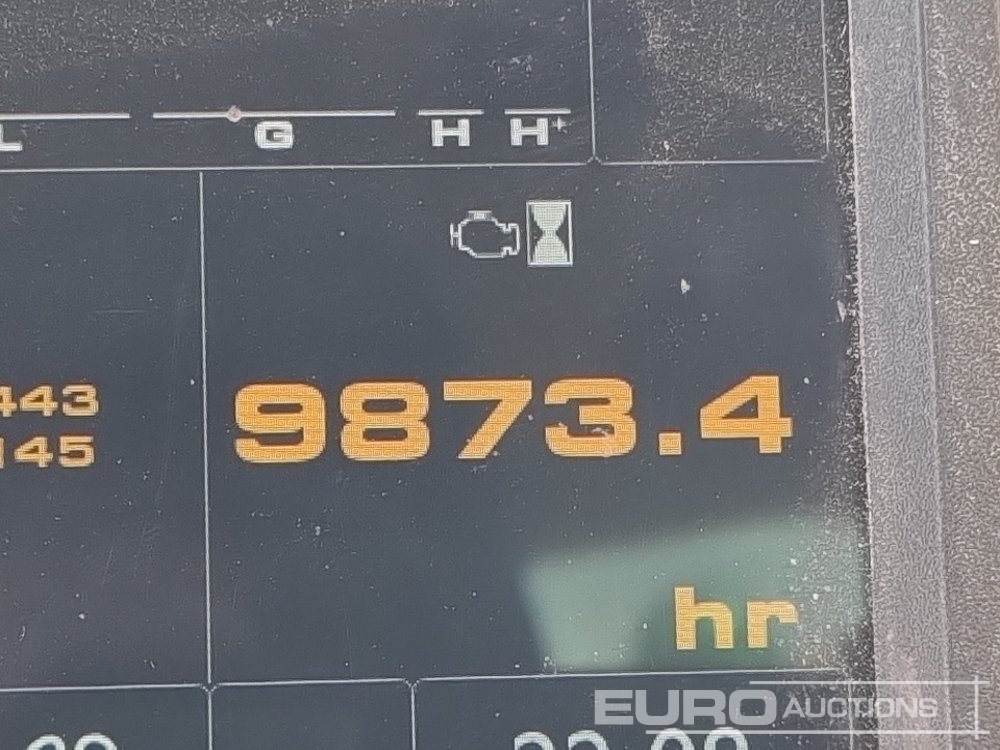 L G H H+
9873.4
443
145
hr
EURO AUCTIONS